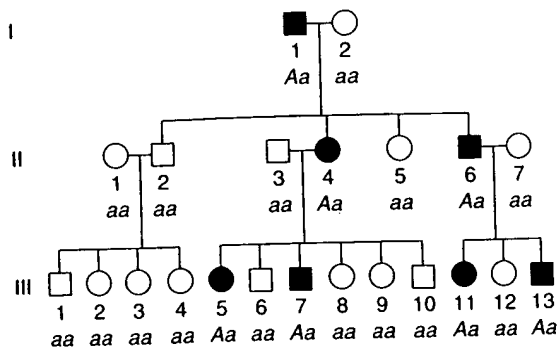 I
1 2
Aa aa
II
1 2 3 4 5 6 7
aa aa aa Aa aa Aa aa
III
1 2 3 4 5 6 7 8 9 10 11 12 13
aa aa aa aa Aa aa Aa aa aa aa Aa aa Aa